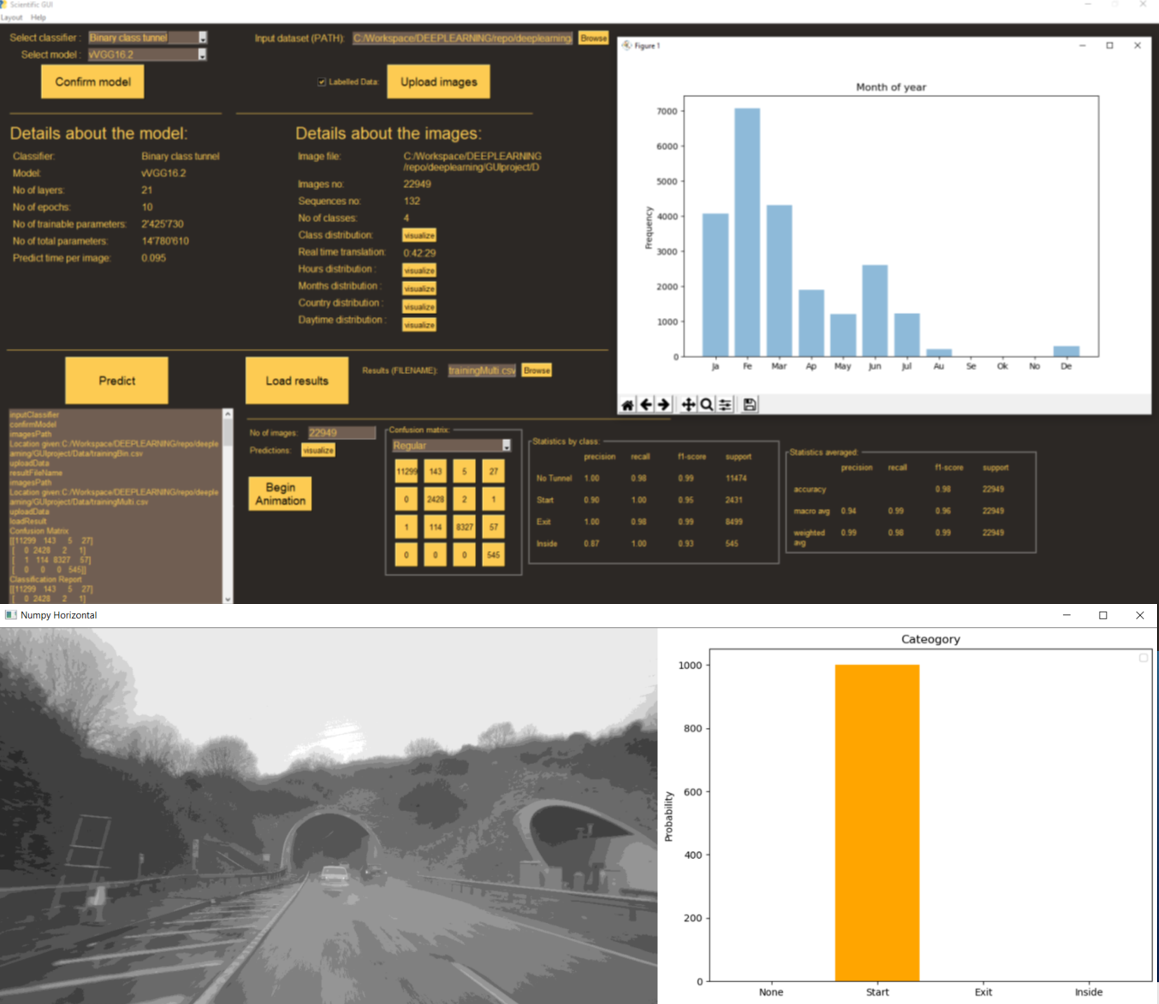 Scientific GUI
Layout Help
Select classifier : Binary class tunnel
Select model : vVGG16.2
Confirm model
Input dataset (PATH): C:/Workspace/DEEPLEARNING/repo/deeplearning
Browse
Labelled Data:
Upload images
Details about the model:
Classifier: Binary class tunnel
Model: vVGG16.2
No of layers: 21
No of epochs: 10
No of trainable parameters: 2'425'730
No of total parameters: 14'780'610
Predict time per image: 0.095
Details about the images:
Image file: C:/Workspace/DEEPLEARNING
/repo/deeplearning/GUIproject/D
Images no: 22949
Sequences no: 132
No of classes: 4
Class distribution: visualize
Real time translation: 0:42:29
Hours distribution : visualize
Months distribution : visualize
Country distribution : visualize
Daytime distribution : visualize
Figure 1
Month of year
Frequency
7000
6000
5000
4000
3000
2000
1000
0
Ja Fe Mar Ap May Jun Jul Au Se Ok No De
Predict
Load results
Results (FILENAME): trainingMulti.csv
Browse
inputClassifier
confirmModel
imagesPath
Location given:C:/Workspace/DEEPLEARNING/repo/deeple
arning/GUIproject/Data/trainingBin.csv
uploadData
resultFileName
imagesPath
Location given:C:/Workspace/DEEPLEARNING/repo/deeple
arning/GUIproject/Data/trainingMulti.csv
uploadData
loadResult
Confusion Matrix
[[11299 143 5 27]
[ 0 2428 2 1]
[ 1 114 8327 57]
[ 0 0 0 545]]
Classification Report
[[11299 143 5 27]
[ 0 2428 2 1]
No of images: 22949
Predictions: visualize
Begin
Animation
Confusion matrix:
Regular
11299 143 5 27
0 2428 2 1
1 114 8327 57
0 0 0 545
Statistics by class:
precision recall f1-score support
No Tunnel 1.00 0.98 0.99 11474
Start 0.90 1.00 0.95 2431
Exit 1.00 0.98 0.99 8499
Inside 0.87 1.00 0.93 545
Statistics averaged:
precision recall f1-score support
accuracy 0.98 22949
macro avg 0.94 0.99 0.96 22949
weighted
avg 0.99 0.98 0.99 22949
Numpy Horizontal
Cateogory
Probability
1000
800
600
400
200
0
None Start Exit Inside